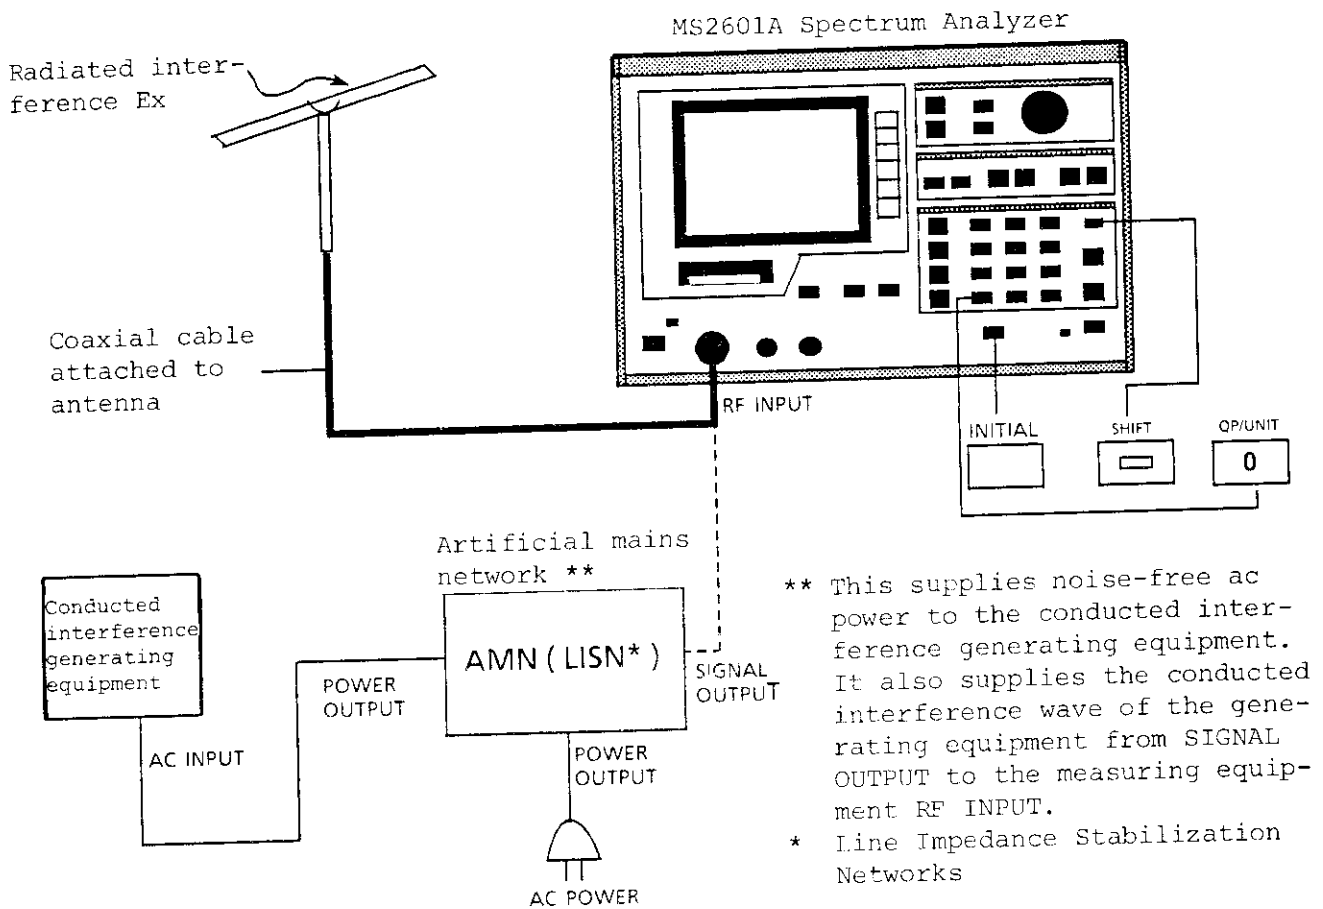 MS2601A Spectrum Analyzer
Radiated inter-
ference Ex
Coaxial cable
attached to
antenna
RF INPUT
INITIAL
SHIFT
QP/UNIT
0
Artificial mains
network **
Conducted
interference
generating
equipment
AMN ( LISN* )
SIGNAL
OUTPUT
POWER
OUTPUT
AC INPUT
POWER
OUTPUT
AC POWER
** This supplies noise-free ac
power to the conducted inter-
ference generating equipment.
It also supplies the conducted
interference wave of the gene-
rating equipment from SIGNAL
OUTPUT to the measuring equip-
ment RF INPUT.
* Line Impedance Stabilization
Networks